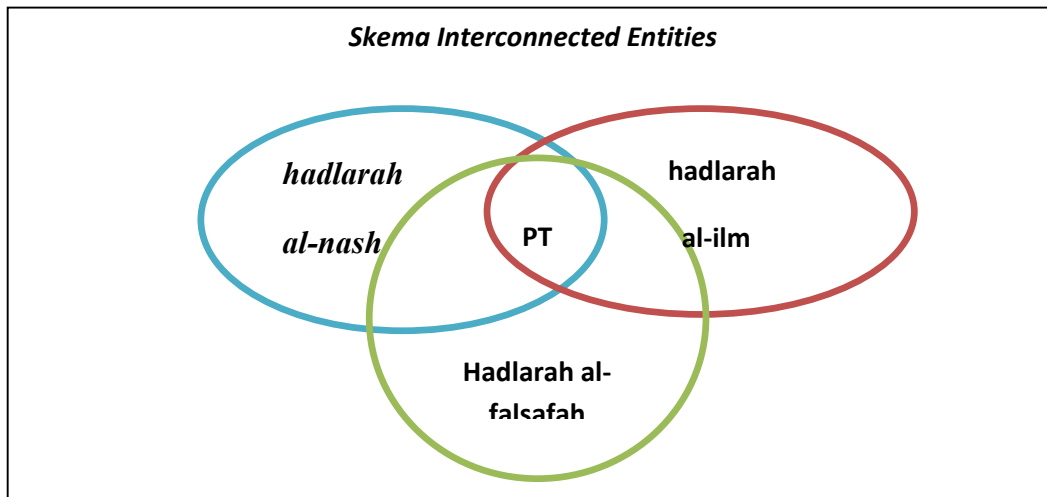 Skema Interconnected Entities
hadlarah
al-nash
PT
hadlarah
al-ilm
Hadlarah al-
falsafah